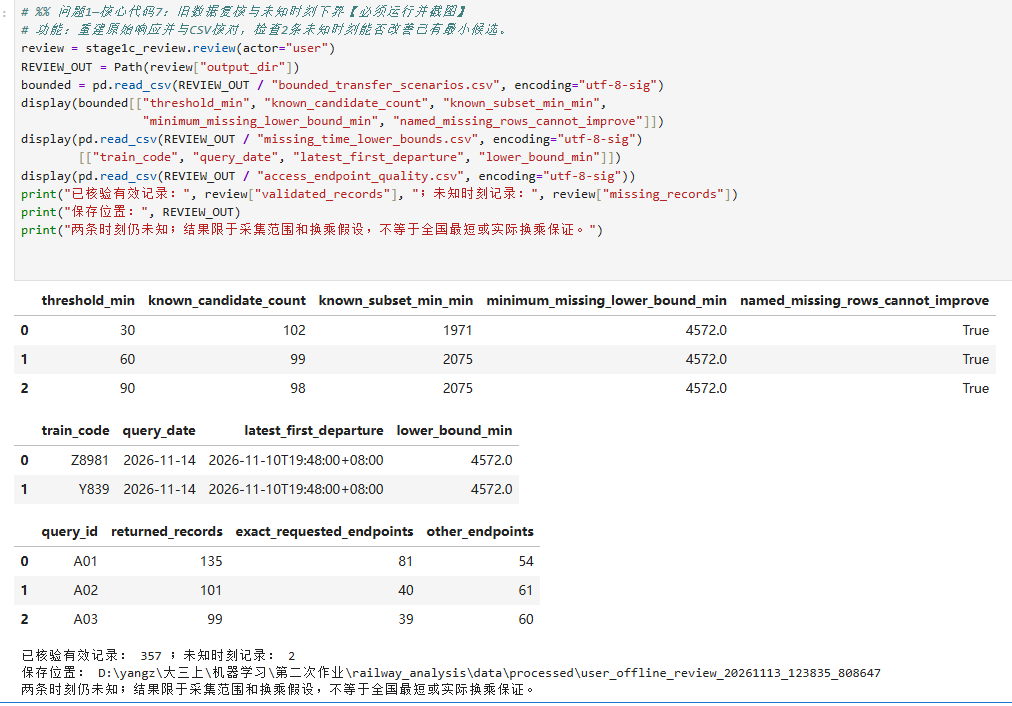 # %% 问题1—核心代码7：旧数据复核与未知时刻下界【必须运行并截图】
# 功能：重建原始响应并与CSV核对，检查2条未知时刻能否改善已有最小候选。
review = stage1c_review.review(actor="user")
REVIEW_OUT = Path(review["output_dir"])
bounded = pd.read_csv(REVIEW_OUT / "bounded_transfer_scenarios.csv", encoding="utf-8-sig")
display(bounded[["threshold_min", "known_candidate_count", "known_subset_min_min",
"minimum_missing_lower_bound_min", "named_missing_rows_cannot_improve"]])
display(pd.read_csv(REVIEW_OUT / "missing_time_lower_bounds.csv", encoding="utf-8-sig")
[["train_code", "query_date", "latest_first_departure", "lower_bound_min"]])
display(pd.read_csv(REVIEW_OUT / "access_endpoint_quality.csv", encoding="utf-8-sig"))
print("已核验有效记录：", review["validated_records"], "；未知时刻记录：", review["missing_records"])
print("保存位置：", REVIEW_OUT)
print("两条时刻仍未知；结果限于采集范围和换乘假设，不等于全国最短或实际换乘保证。")
threshold_min known_candidate_count known_subset_min_min minimum_missing_lower_bound_min named_missing_rows_cannot_improve
0 30 102 1971 4572.0 True
1 60 99 2075 4572.0 True
2 90 98 2075 4572.0 True
train_code query_date latest_first_departure lower_bound_min
0 Z8981 2026-11-14 2026-11-10T19:48:00+08:00 4572.0
1 Y839 2026-11-14 2026-11-10T19:48:00+08:00 4572.0
query_id returned_records exact_requested_endpoints other_endpoints
0 A01 135 81 54
1 A02 101 40 61
2 A03 99 39 60
已核验有效记录： 357 ；未知时刻记录： 2
保存位置： D:\yangz\大三上\机器学习\第二次作业\railway_analysis\data\processed\user_offline_review_20261113_123835_808647
两条时刻仍未知；结果限于采集范围和换乘假设，不等于全国最短或实际换乘保证。